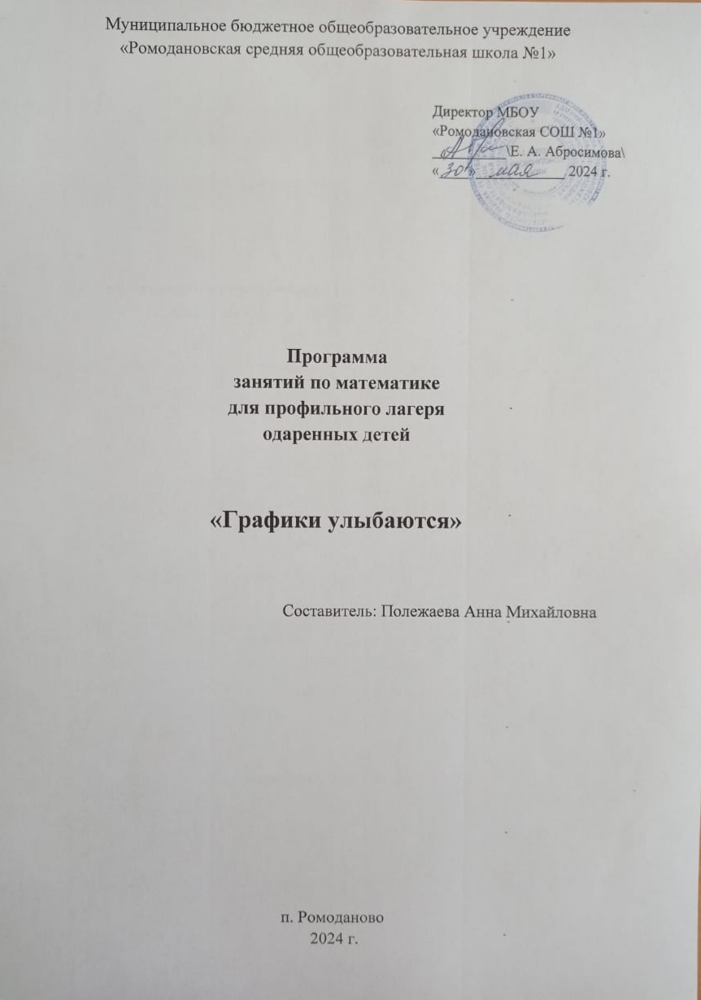 Муниципальное бюджетное общеобразовательное учреждение
«Ромодановская средняя общеобразовательная школа №1»
Директор МБОУ
«Ромодановская СОШ №1»
\Е. А. Абросимова\
«30» мая 2024 г.
Программа
занятий по математике
для профильного лагеря
одаренных детей
«Графики улыбаются»
Составитель: Полежаева Анна Михайловна
п. Ромоданово
2024 г.